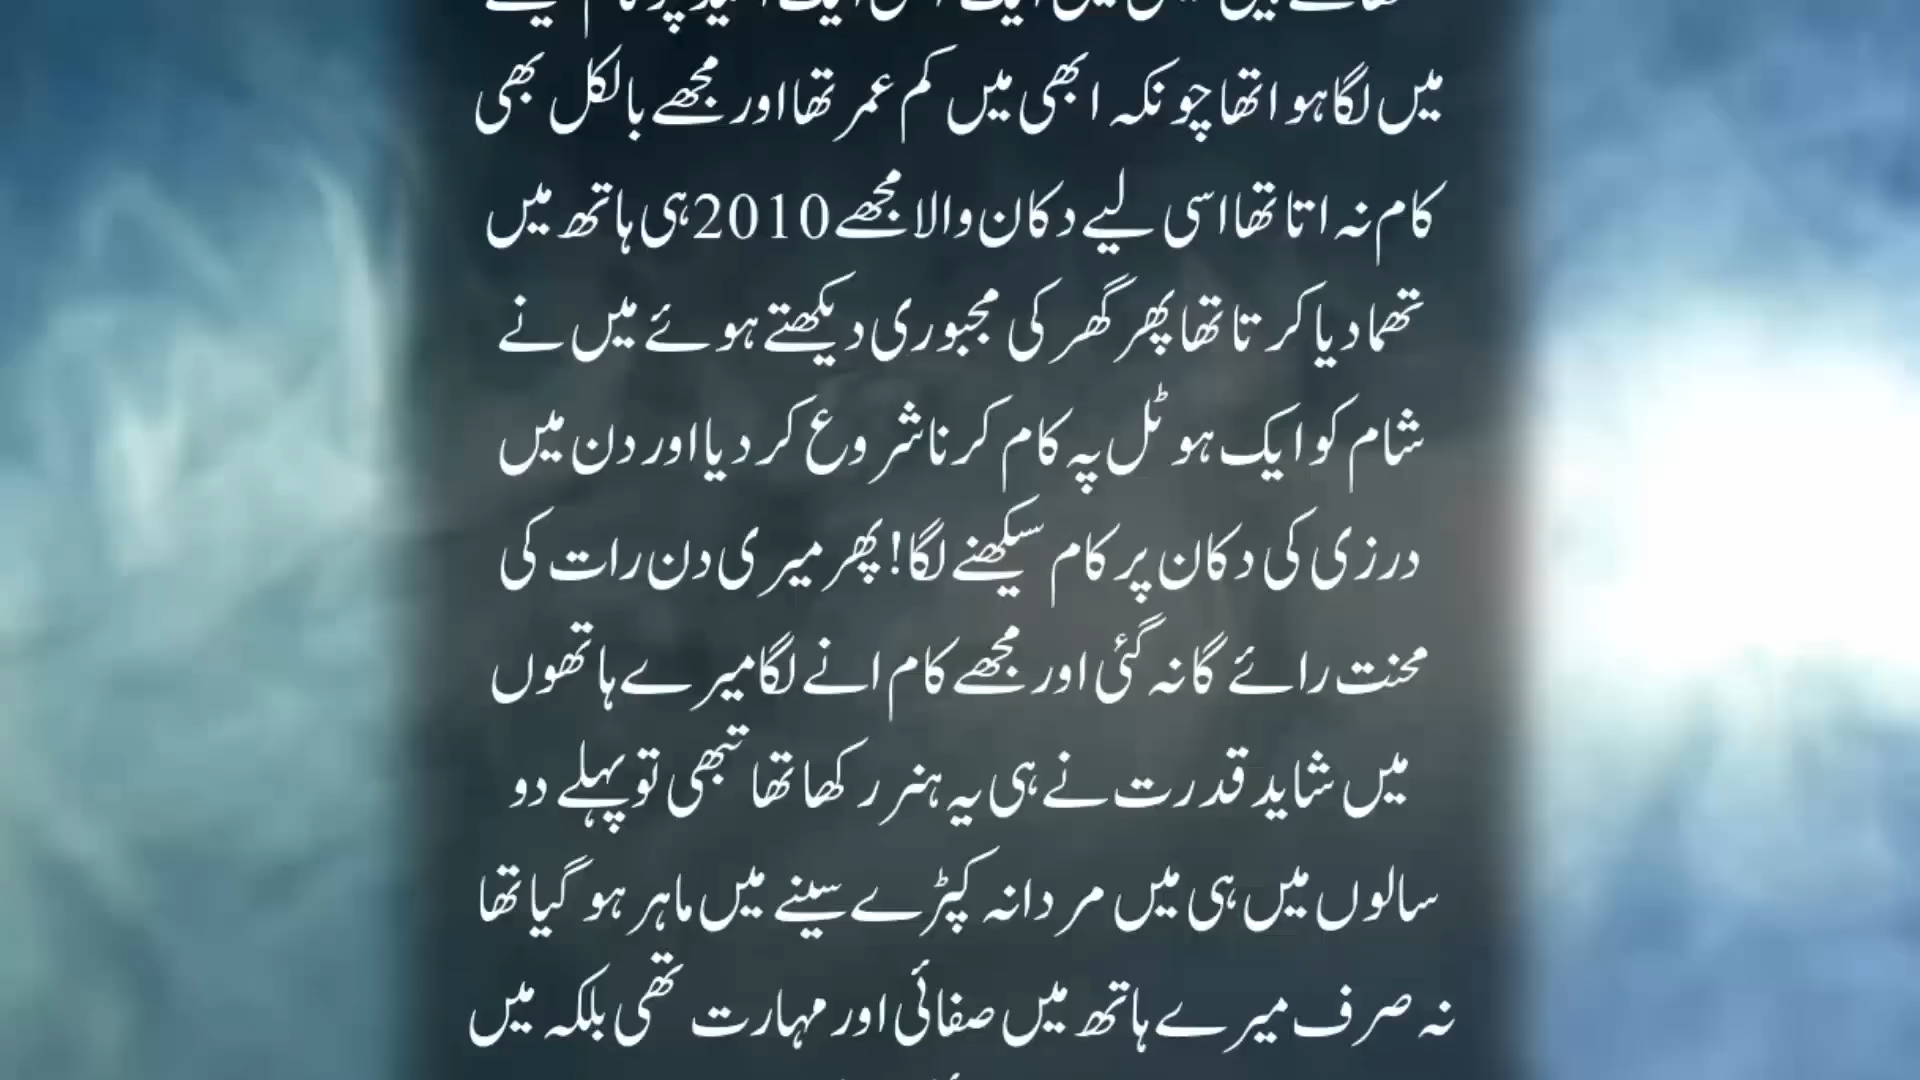 میں لگا ہوا تھا چونکہ ابھی میں کم عمر تھا اور مجھے بالکل بھی
کام نہ اتا تھا اسی لیے دکان والا مجھے 2010 ہی ہاتھ میں
تھما دیا کرتا تھا پھر گھر کی مجبوری دیکھتے ہوئے میں نے
شام کو ایک ہوٹل پہ کام کرنا شروع کر دیا اور دن میں
درزی کی دکان پر کام سیکھنے لگا! پھر میری دن رات کی
محنت رائے گا نہ گئی اور مجھے کام انے لگا میرے ہاتھوں
میں شاید قدرت نے ہی یہ ہنر رکھا تھا تبھی تو پہلے دو
سالوں میں ہی میں مردانہ کپڑے سینے میں ماہر ہو گیا تھا
نہ صرف میرے ہاتھ میں صفائی اور مہارت تھی بلکہ میں